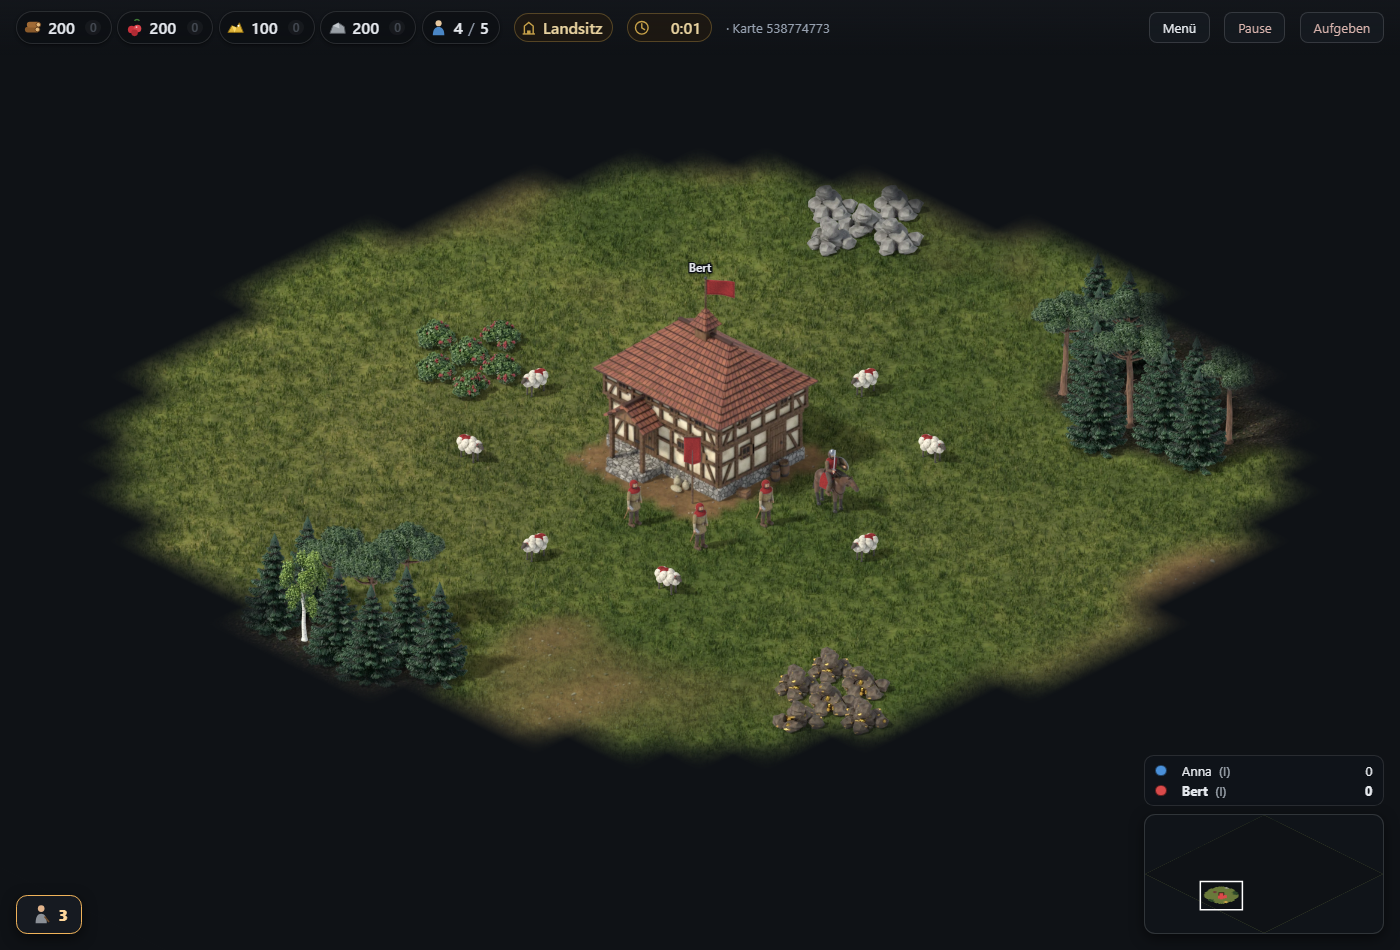 200 0 200 0 100 0 200 0 4 / 5 Landsitz 0:01 · Karte 538774773 Menü Pause Aufgeben
Bert
Anna (I) 0
Bert (I) 0
3